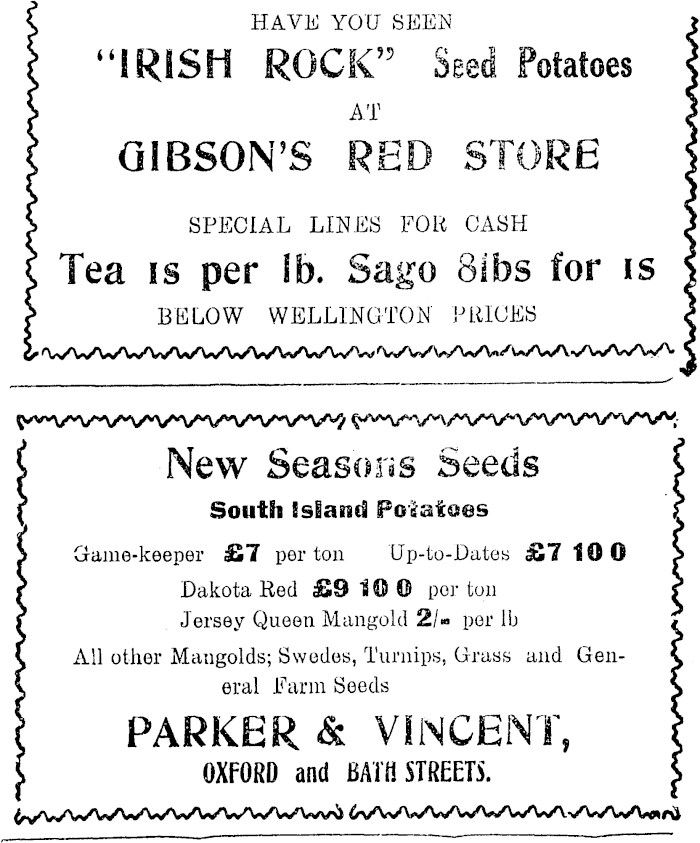 HAVE YOU SEEN
"IRISH ROCK" Seed Potatoes
AT
GIBSON'S RED STORE
SPECIAL LINES FOR CASH
Tea 1s per lb. Sago 8lbs for 1s
BELOW WELLINGTON PRICES
New Seasons Seeds
South Island Potatoes
Game-keeper £7 per ton Up-to-Dates £7 10 0
Dakota Red £9 10 0 per ton
Jersey Queen Mangold 2/- per lb
All other Mangolds; Swedes, Turnips, Grass and Gen-
eral Farm Seeds
PARKER & VINCENT,
OXFORD and BATH STREETS.